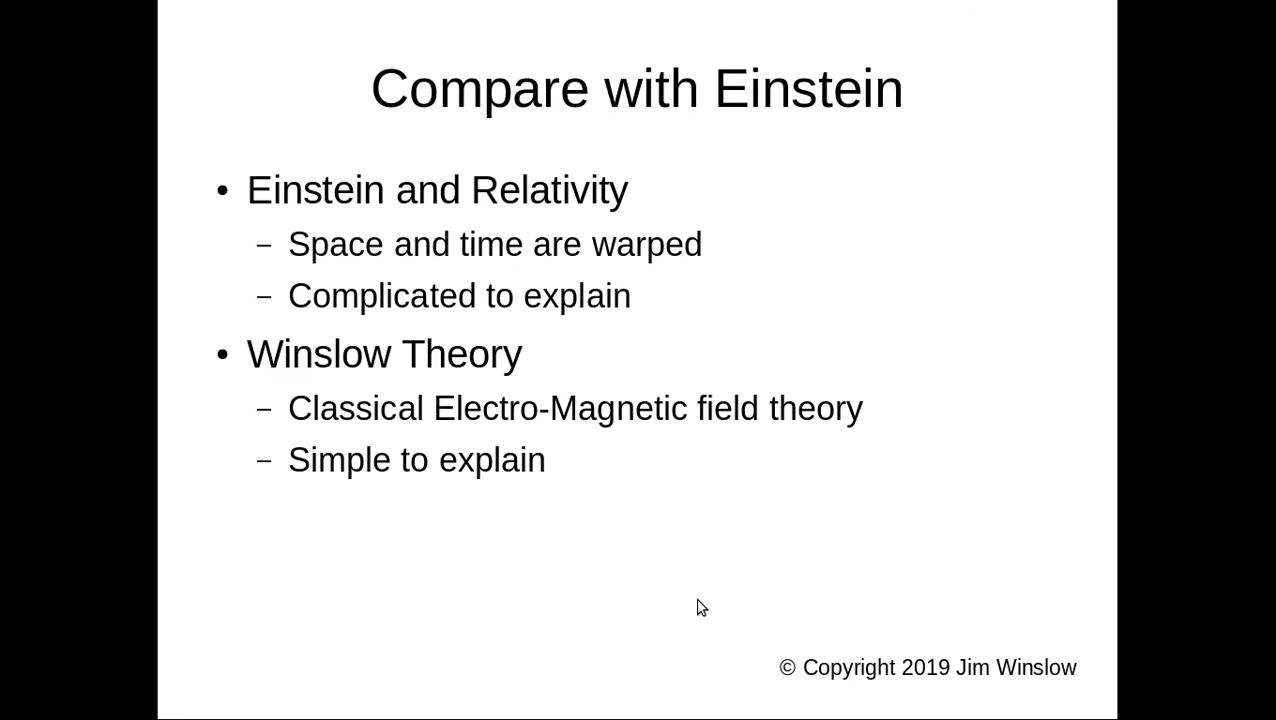 Compare with Einstein
• Einstein and Relativity
– Space and time are warped
– Complicated to explain
• Winslow Theory
– Classical Electro-Magnetic field theory
– Simple to explain
© Copyright 2019 Jim Winslow